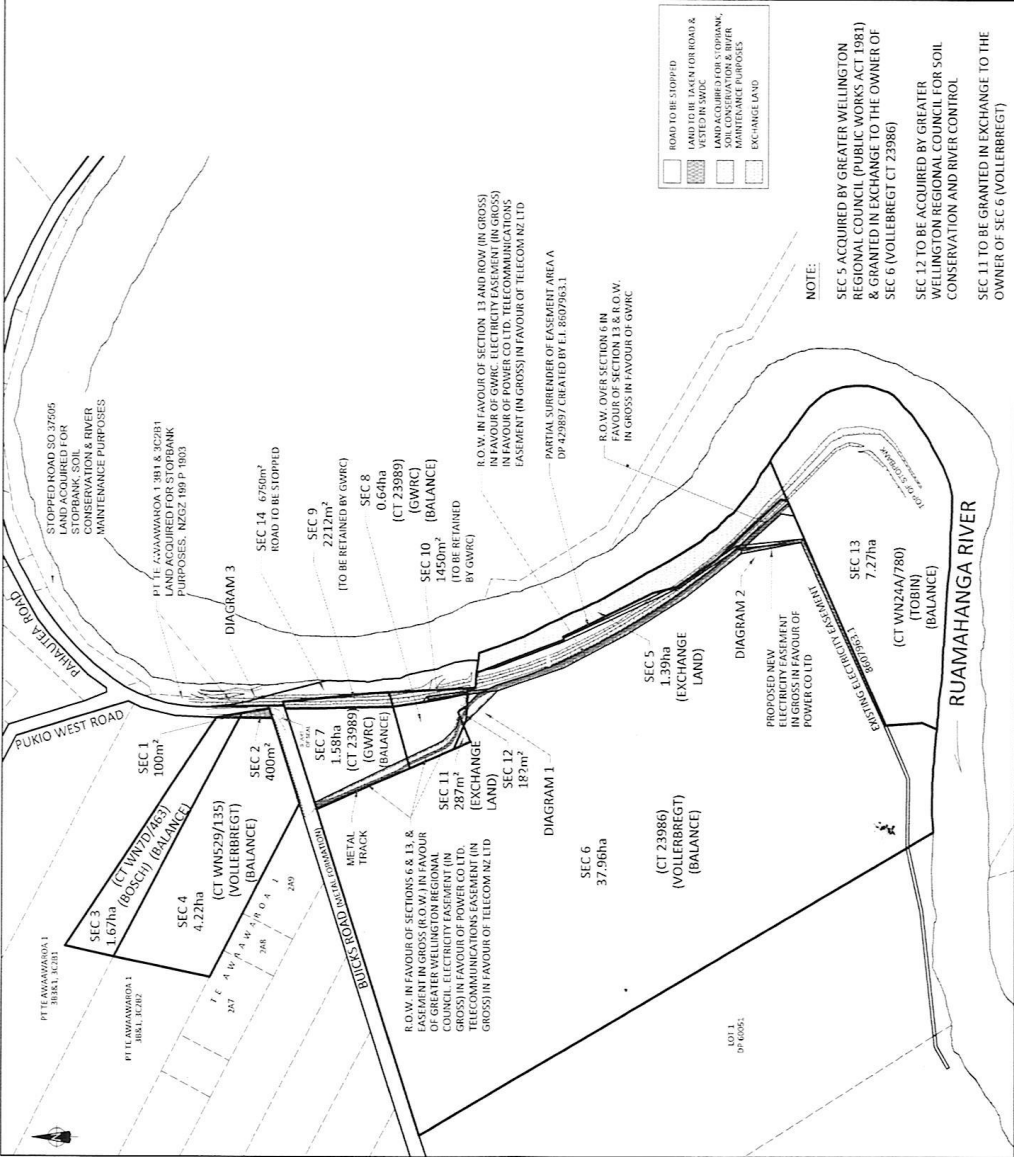 STOPPED ROAD SO 37505
LAND ACQUIRED FOR
STOPBANK, SOIL
CONSERVATION & RIVER
MAINTENANCE PURPOSES
PAHAUTEA ROAD
PUKIO WEST ROAD
PT TE AWAAWAROA 1 3B1 & 3C2B1
LAND ACQUIRED FOR STOPBANK
PURPOSES. NZGZ 199 P 1903
DIAGRAM 3
SEC 14 6750m²
ROAD TO BE STOPPED
SEC 9
2212m²
(TO BE RETAINED BY GWRC)
SEC 8
0.64ha
(CT 23989)
(GWRC)
(BALANCE)
SEC 10
1450m²
(TO BE RETAINED
BY GWRC)
R.O.W. IN FAVOUR OF SECTION 13 AND ROW (IN GROSS)
IN FAVOUR OF GWRC. ELECTRICITY EASEMENT (IN GROSS)
IN FAVOUR OF POWER CO LTD. TELECOMMUNICATIONS
EASEMENT (IN GROSS) IN FAVOUR OF TELECOM NZ LTD
PARTIAL SURRENDER OF EASEMENT AREA A
DP 429897 CREATED BY E.I. 8607963.1
R.O.W. OVER SECTION 6 IN
FAVOUR OF SECTION 13 & R.O.W.
IN GROSS IN FAVOUR OF GWRC
ROAD TO BE STOPPED
LAND TO BE TAKEN FOR ROAD &
VESTED IN SWDC
LAND ACQUIRED FOR STOPBANK,
SOIL CONSERVATION & RIVER
MAINTENANCE PURPOSES
EXCHANGE LAND
NOTE:
SEC 5 ACQUIRED BY GREATER WELLINGTON
REGIONAL COUNCIL (PUBLIC WORKS ACT 1981)
& GRANTED IN EXCHANGE TO THE OWNER OF
SEC 6 (VOLLEBREGT CT 23986)
SEC 12 TO BE ACQUIRED BY GREATER
WELLINGTON REGIONAL COUNCIL FOR SOIL
CONSERVATION AND RIVER CONTROL
SEC 11 TO BE GRANTED IN EXCHANGE TO THE
OWNER OF SEC 6 (VOLLERBREGT)
SEC 1
100m²
SEC 2
400m²
SEC 3
1.67ha
(CT WN7D/463)
(BOSCH) (BALANCE)
SEC 4
4.22ha
(CT WN529/135)
(VOLLERBREGT)
(BALANCE)
PT TE AWAAWAROA 1
3B3&1, 3C2B1
PT TE AWAAWAROA 1
3B&1, 3C2B2
TE AWAAWAROA 1
2A7
2A8
2A9
BUICKS ROAD (METAL FORMATION)
SEC 7
1.58ha
(CT 23989)
(GWRC)
(BALANCE)
METAL
TRACK
SEC 11
287m²
(EXCHANGE
LAND)
SEC 12
182m²
DIAGRAM 1
R.O.W. IN FAVOUR OF SECTIONS 6 & 13, &
EASEMENT IN GROSS (R.O.W.) IN FAVOUR
OF GREATER WELLINGTON REGIONAL
COUNCIL. ELECTRICITY EASEMENT (IN
GROSS) IN FAVOUR OF POWER CO LTD.
TELECOMMUNICATIONS EASEMENT (IN
GROSS) IN FAVOUR OF TELECOM NZ LTD
SEC 6
37.96ha
(CT 23986)
(VOLLERBREGT)
(BALANCE)
SEC 5
1.39ha
(EXCHANGE
LAND)
DIAGRAM 2
PROPOSED NEW
ELECTRICITY EASEMENT
IN GROSS IN FAVOUR OF
POWER CO LTD
EXISTING ELECTRICITY EASEMENT
8607963.1
SEC 13
7.27ha
(CT WN24A/780)
(TOBIN)
(BALANCE)
TOP OF STOPBANK
RUAMAHANGA RIVER
LOT 1
DP 60051